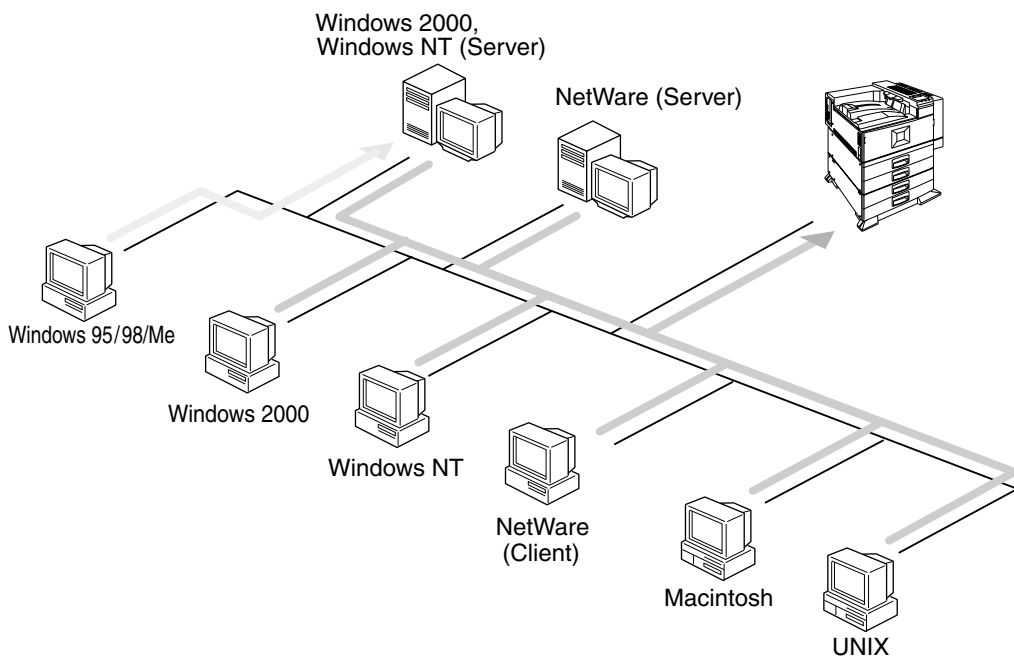 Windows 2000,
Windows NT (Server)
NetWare (Server)
Windows 95/98/Me
Windows 2000
Windows NT
NetWare
(Client)
Macintosh
UNIX